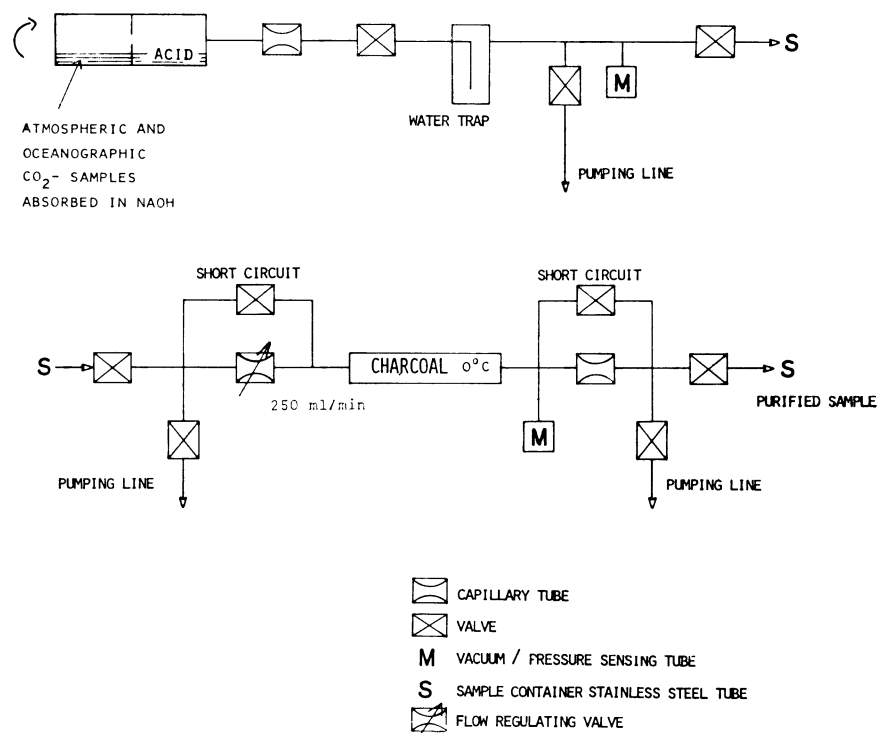 ACID
S
M
WATER TRAP
PUMPING LINE
ATMOSPHERIC AND
OCEANOGRAPHIC
CO2- SAMPLES
ABSORBED IN NAOH
SHORT CIRCUIT
SHORT CIRCUIT
S
CHARCOAL 0°C
S
250 ml/min
PURIFIED SAMPLE
M
PUMPING LINE
PUMPING LINE
CAPILLARY TUBE
VALVE
M VACUUM / PRESSURE SENSING TUBE
S SAMPLE CONTAINER STAINLESS STEEL TUBE
FLOW REGULATING VALVE